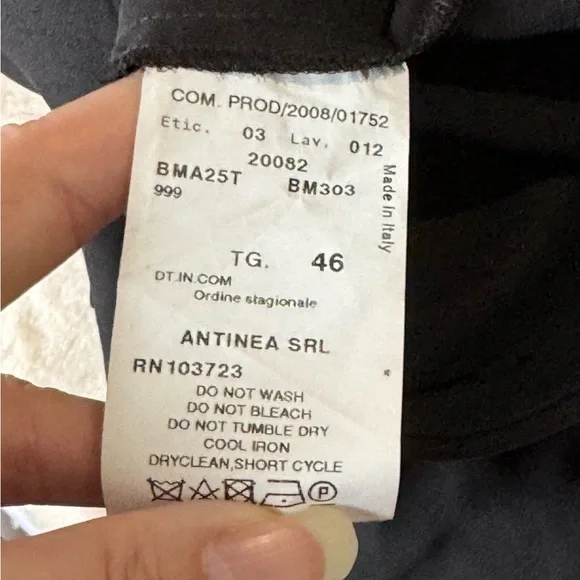 COM. PROD/2008/01752
Etic. 03 Lav. 012
20082
BMA25T BM303
999
Made in Italy
TG. 46
DT.IN.COM
Ordine stagionale
ANTINEA SRL
RN103723
DO NOT WASH
DO NOT BLEACH
DO NOT TUMBLE DRY
COOL IRON
DRYCLEAN,SHORT CYCLE
P